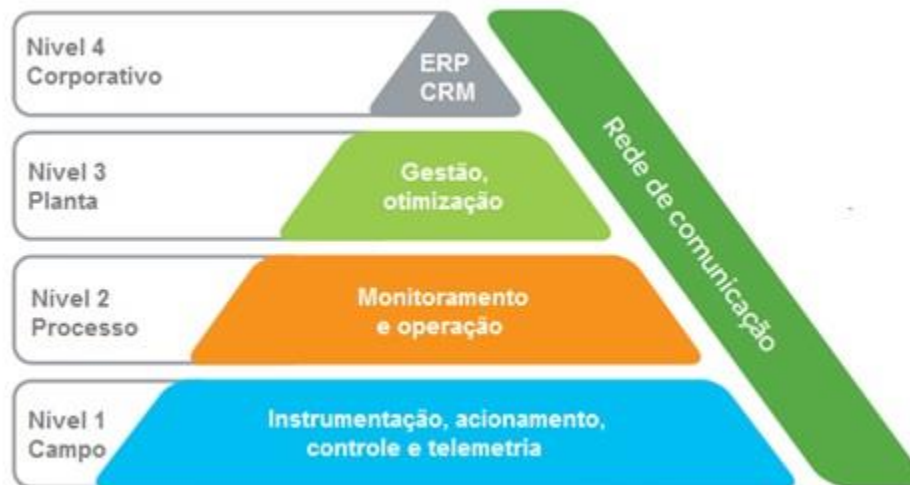 Nível 4
Corporativo
ERP
CRM
Nível 3
Planta
Gestão,
otimização
Nível 2
Processo
Monitoramento
e operação
Nível 1
Campo
Instrumentação, acionamento,
controle e telemetria
Rede de comunicação